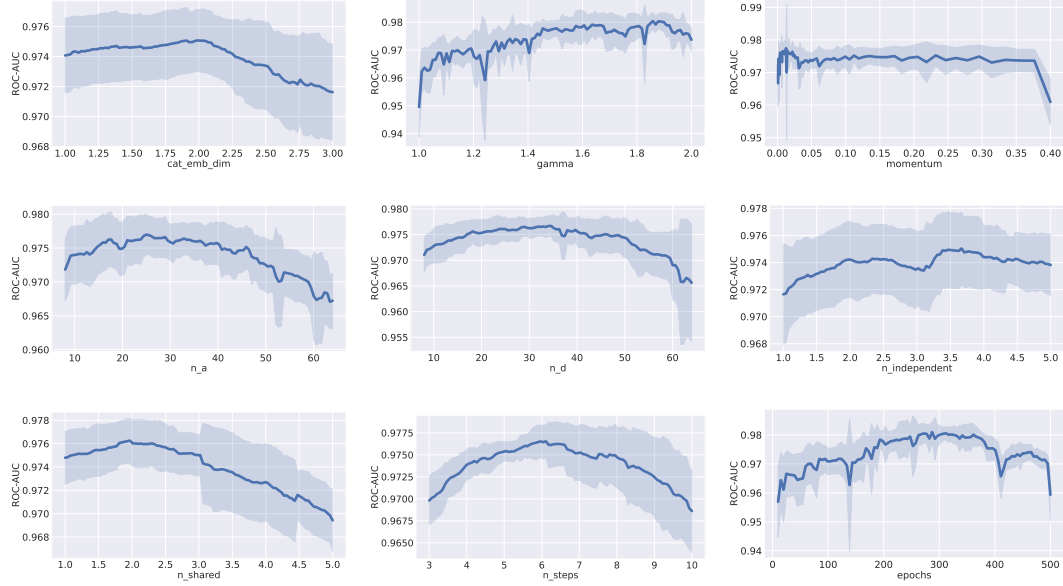 ROC-AUC
0.976
0.974
0.972
0.970
0.968
1.00 1.25 1.50 1.75 2.00 2.25 2.50 2.75 3.00
cat_emb_dim
ROC-AUC
0.98
0.97
0.96
0.95
0.94
1.0 1.2 1.4 1.6 1.8 2.0
gamma
ROC-AUC
0.99
0.98
0.97
0.96
0.95
0.00 0.05 0.10 0.15 0.20 0.25 0.30 0.35 0.40
momentum
ROC-AUC
0.980
0.975
0.970
0.965
0.960
10 20 30 40 50 60
n_a
ROC-AUC
0.980
0.975
0.970
0.965
0.960
0.955
10 20 30 40 50 60
n_d
ROC-AUC
0.978
0.976
0.974
0.972
0.970
0.968
1.0 1.5 2.0 2.5 3.0 3.5 4.0 4.5 5.0
n_independent
ROC-AUC
0.978
0.976
0.974
0.972
0.970
0.968
1.0 1.5 2.0 2.5 3.0 3.5 4.0 4.5 5.0
n_shared
ROC-AUC
0.9775
0.9750
0.9725
0.9700
0.9675
0.9650
3 4 5 6 7 8 9 10
n_steps
ROC-AUC
0.98
0.97
0.96
0.95
0.94
0 100 200 300 400 500
epochs